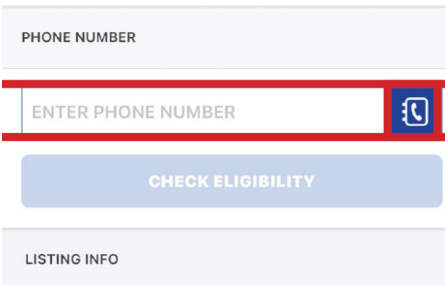 PHONE NUMBER
ENTER PHONE NUMBER
CHECK ELIGIBILITY
LISTING INFO